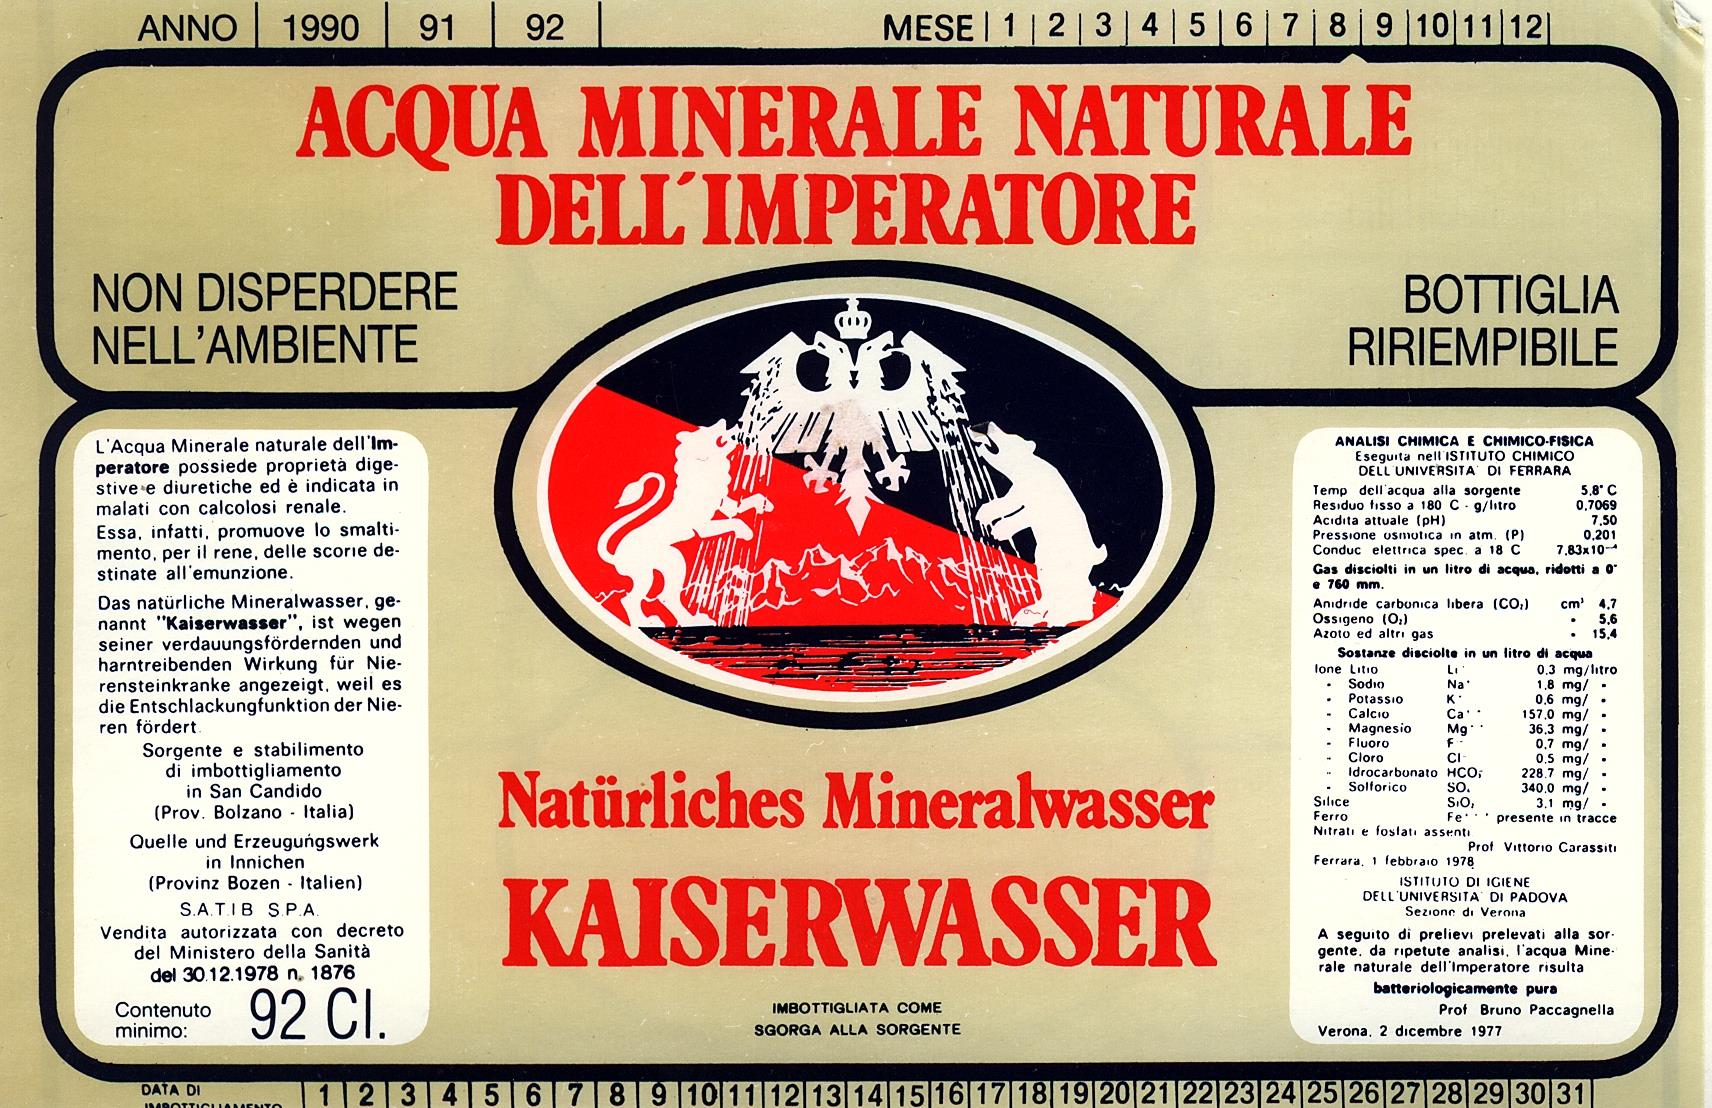 ANNO | 1990 | 91 | 92 |
MESE | 1 | 2 | 3 | 4 | 5 | 6 | 7 | 8 | 9 | 10 | 11 | 12 |
ACQUA MINERALE NATURALE
DELL´IMPERATORE
NON DISPERDERE
NELL'AMBIENTE
BOTTIGLIA
RIRIEMPIBILE
L'Acqua Minerale naturale dell'Im-
peratore possiede proprietà dige-
stive e diuretiche ed è indicata in
malati con calcolosi renale.
Essa, infatti, promuove lo smalti-
mento, per il rene, delle scorie de-
stinate all'emunzione.
Das natürliche Mineralwasser, ge-
nannt "Kaiserwasser", ist wegen
seiner verdauungsfördernden und
harntreibenden Wirkung für Nie-
rensteinkranke angezeigt, weil es
die Entschlackungfunktion der Nie-
ren fördert.
Sorgente e stabilimento
di imbottigliamento
in San Candido
(Prov. Bolzano - Italia)
Quelle und Erzeugungswerk
in Innichen
(Provinz Bozen - Italien)
S.A.T.I.B S.P.A.
Vendita autorizzata con decreto
del Ministero della Sanità
del 30.12.1978 n. 1876
Contenuto
minimo: 92 Cl.
Natürliches Mineralwasser
KAISERWASSER
IMBOTTIGLIATA COME
SGORGA ALLA SORGENTE
ANALISI CHIMICA E CHIMICO-FISICA
Eseguita nell'ISTITUTO CHIMICO
DELL'UNIVERSITA' DI FERRARA
Temp dell'acqua alla sorgente 5,8° C
Residuo fisso a 180 C - g/litro 0,7069
Acidita attuale (pH) 7,50
Pressione osmotica in atm. (P) 0,201
Conduc elettrica spec. a 18 C 7,83x10⁻⁴
Gas disciolti in un litro di acqua, ridotti a 0°
e 760 mm.
Anidride carbonica libera (CO₂) cm³ 4,7
Ossigeno (O₂) " 5,6
Azoto ed altri gas " 15,4
Sostanze disciolte in un litro di acqua
Ione Litio Li˙ 0,3 mg/litro
" Sodio Na˙ 1,8 mg/ "
" Potassio K˙ 0,6 mg/ "
" Calcio Ca˙˙ 157,0 mg/ "
" Magnesio Mg˙˙ 36,3 mg/ "
" Fluoro F⁻ 0,7 mg/ "
" Cloro Cl⁻ 0,5 mg/ "
" Idrocarbonato HCO₃⁻ 228,7 mg/ "
" Solforico SO₄ 340,0 mg/ "
Silice SiO₂ 3,1 mg/ "
Ferro Fe˙˙˙ presente in tracce
Nitrati e fosfati assenti
Prof Vittorio Carassiti
Ferrara, 1 febbraio 1978
ISTITUTO DI IGIENE
DELL'UNIVERSITA' DI PADOVA
Sezione di Verona
A seguito di prelievi prelevati alla sor-
gente, da ripetute analisi, l'acqua Mine-
rale naturale dell'Imperatore risulta
batteriologicamente pura
Prof Bruno Paccagnella
Verona, 2 dicembre 1977
DATA DI
IMBOTTIGLIAMENTO
| 1 | 2 | 3 | 4 | 5 | 6 | 7 | 8 | 9 | 10 | 11 | 12 | 13 | 14 | 15 | 16 | 17 | 18 | 19 | 20 | 21 | 22 | 23 | 24 | 25 | 26 | 27 | 28 | 29 | 30 | 31 |